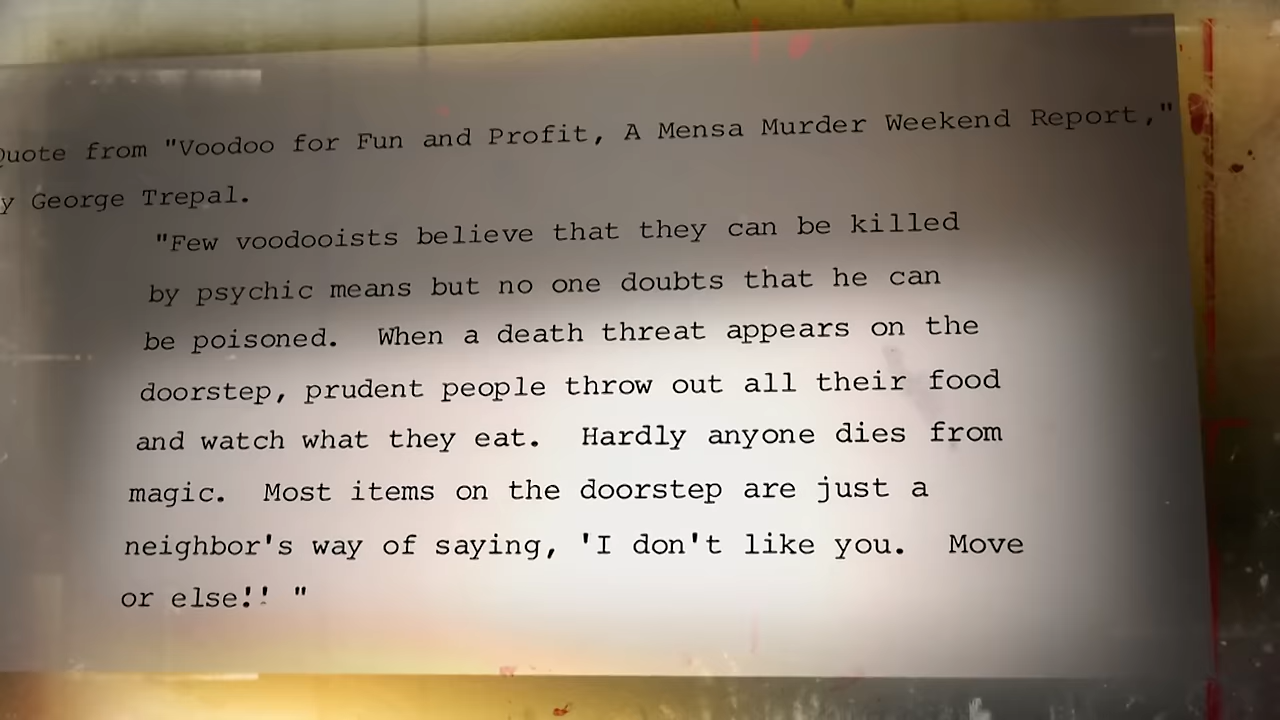 Quote from "Voodoo for Fun and Profit, A Mensa Murder Weekend Report,"
y George Trepal.
"Few voodooists believe that they can be killed
by psychic means but no one doubts that he can
be poisoned. When a death threat appears on the
doorstep, prudent people throw out all their food
and watch what they eat. Hardly anyone dies from
magic. Most items on the doorstep are just a
neighbor's way of saying, 'I don't like you. Move
or else!! "